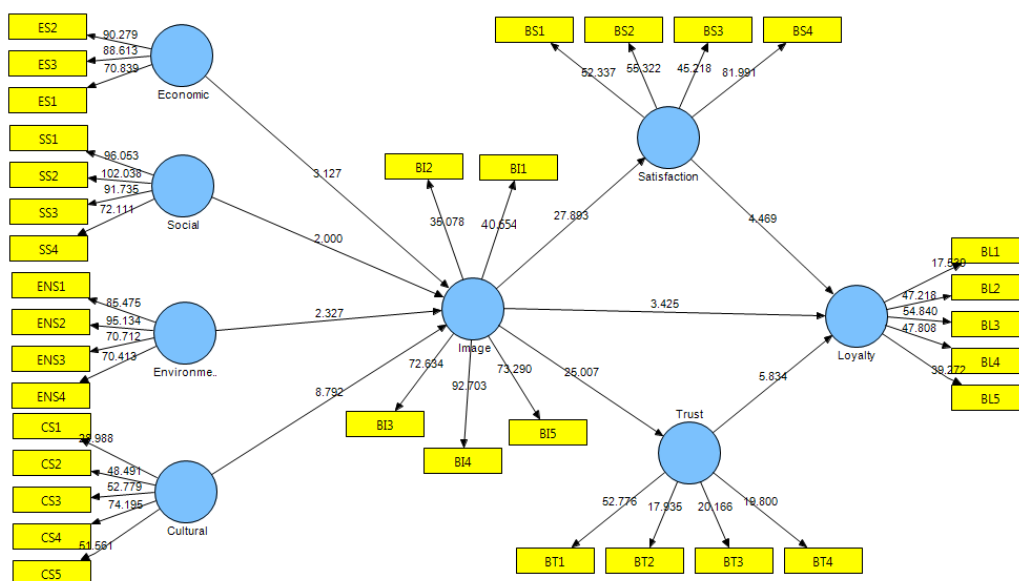 ES2
90.279
ES3
88.613
70.839
ES1
Economic
SS1
96.053
SS2
102.038
91.735
SS3
72.111
SS4
Social
ENS1
85.475
ENS2
95.134
ENS3
70.712
70.413
ENS4
Environme..
CS1
CS2
48.491
CS3
52.779
74.195
CS4
51.561
CS5
Cultural
3.127
2.000
2.327
8.792
BI2
BI1
35.078
40.654
Image
72.634
92.703
73.290
BI3
BI4
BI5
BS1
BS2
BS3
BS4
52.337
55.322
45.218
81.991
Satisfaction
27.893
4.469
3.425
25.007
5.834
Trust
52.776
17.935
20.166
19.800
BT1
BT2
BT3
BT4
Loyalty
BL1
47.218
BL2
54.840
BL3
47.808
BL4
39.272
BL5